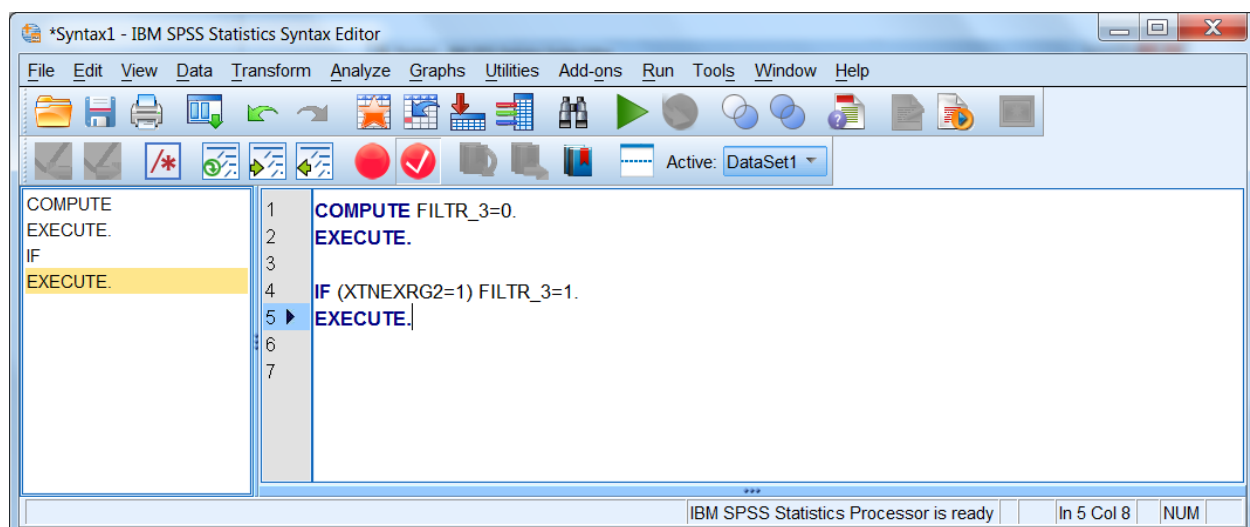 *Syntax1 - IBM SPSS Statistics Syntax Editor
File Edit View Data Transform Analyze Graphs Utilities Add-ons Run Tools Window Help
Active: DataSet1
COMPUTE
EXECUTE.
IF
EXECUTE.
1 COMPUTE FILTR_3=0.
2 EXECUTE.
3
4 IF (XTNEXRG2=1) FILTR_3=1.
5 EXECUTE.
6
7
IBM SPSS Statistics Processor is ready In 5 Col 8 NUM